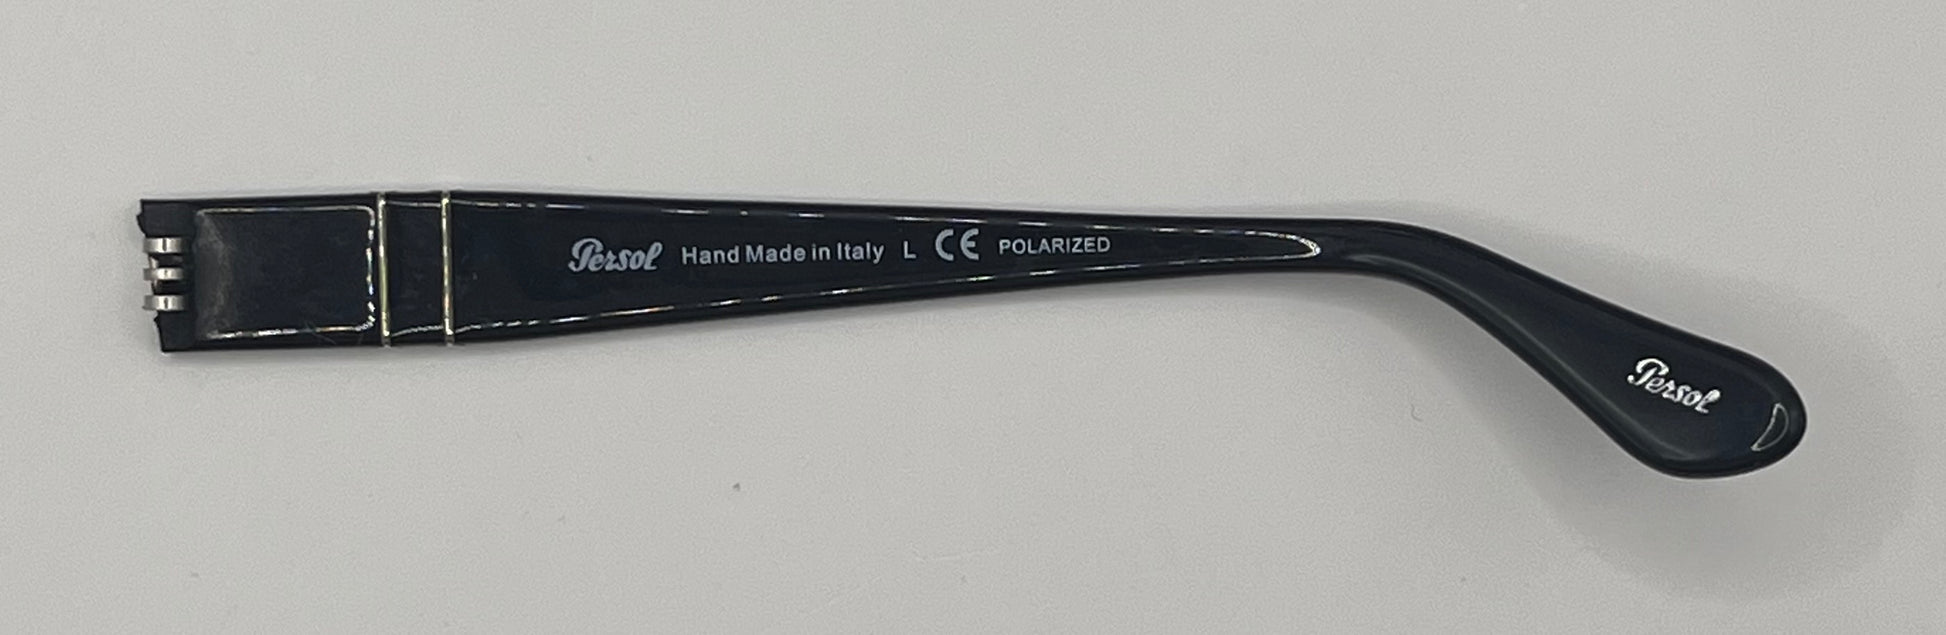 Persol Hand Made in Italy L CE POLARIZED
Persol